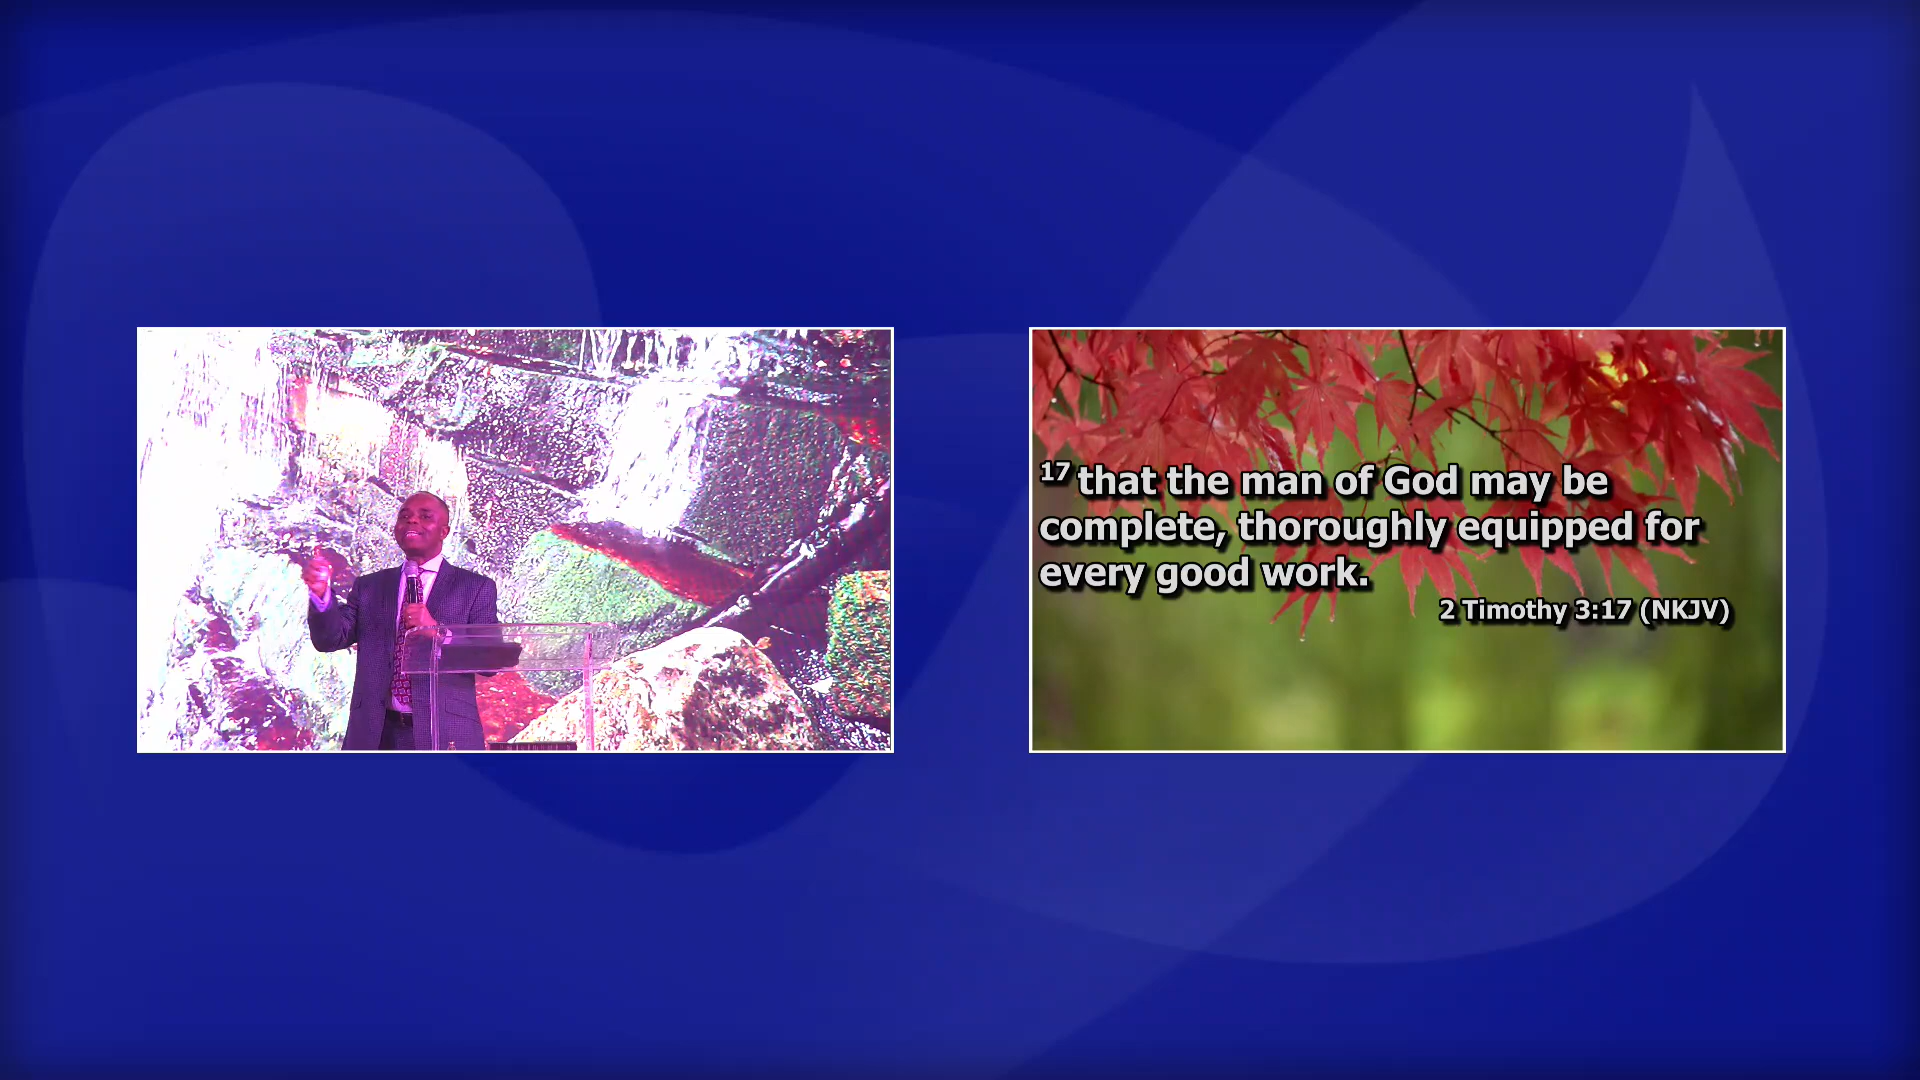 17 that the man of God may be
complete, thoroughly equipped for
every good work.
2 Timothy 3:17 (NKJV)